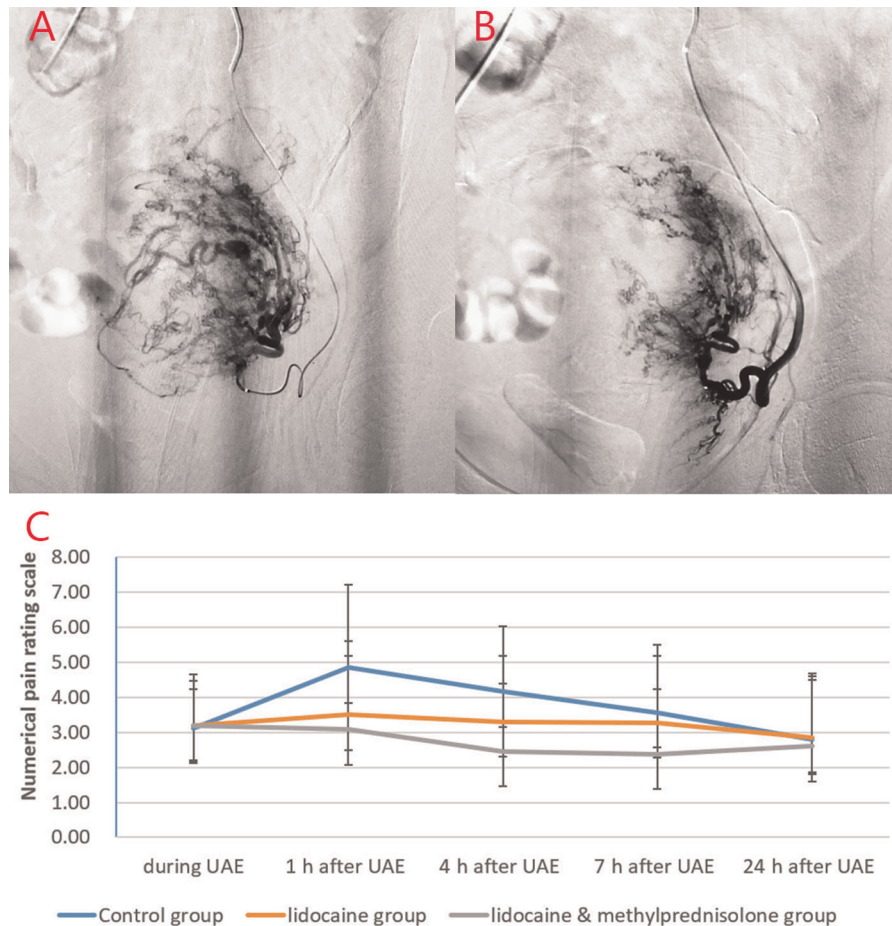 A
B
C
Numerical pain rating scale
8.00
7.00
6.00
5.00
4.00
3.00
2.00
1.00
0.00
during UAE
1 h after UAE
4 h after UAE
7 h after UAE
24 h after UAE
Control group
lidocaine group
lidocaine & methylprednisolone group